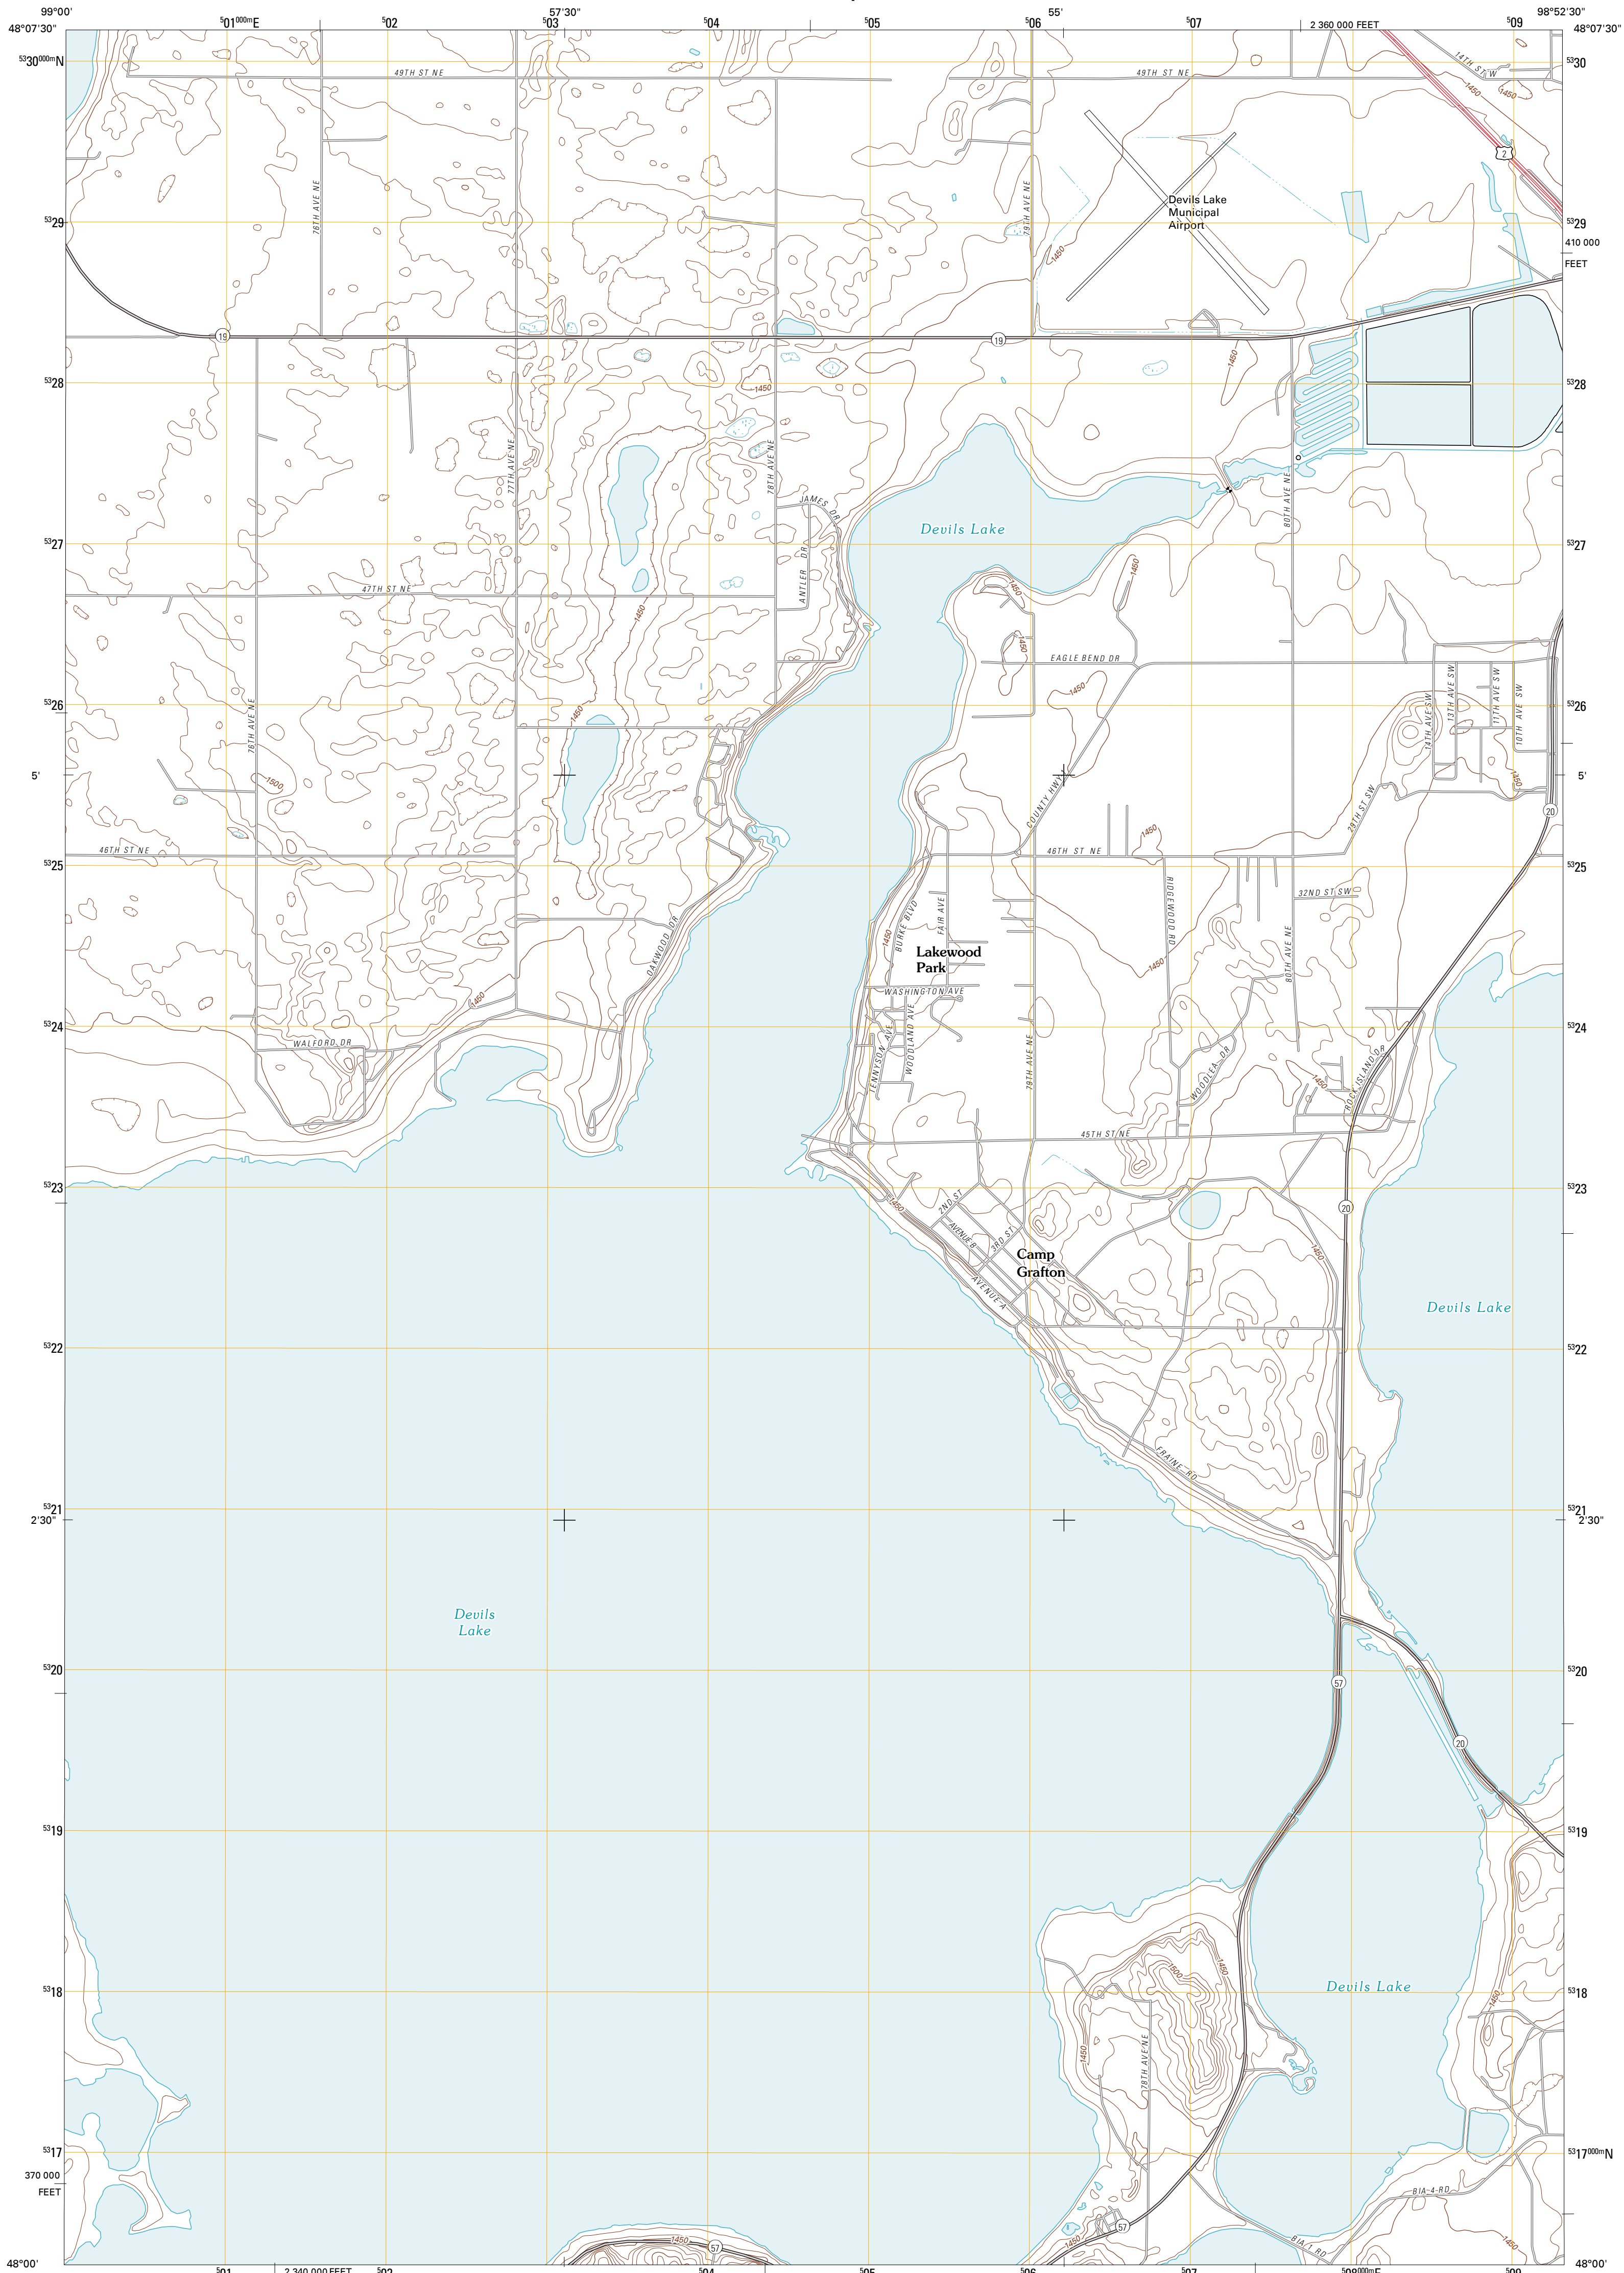 99°00'
⁵01⁰⁰⁰ᵐE
⁵02
57'30"
⁵03
⁵04
⁵05
55'
⁵06
⁵07
2 360 000 FEET
⁵09
98°52'30"
48°07'30"
48°07'30"
⁵³30⁰⁰⁰ᵐN
49TH ST NE
49TH ST NE
14TH ST W
⁵³30
1450
1450
2
76TH AVE NE
79TH AVE NE
Devils Lake
Municipal
Airport
⁵³29
⁵³29
410 000
FEET
1450
19
19
1450
⁵³28
1450
⁵³28
77TH AVE NE
78TH AVE NE
JAMES DR
Devils Lake
80TH AVE NE
⁵³27
⁵³27
ANTLER DR
1450
47TH ST NE
1450
1450
1450
EAGLE BEND DR
1450
⁵³26
76TH AVE NE
1450
14TH AVE SW
13TH AVE SW
11TH AVE SW
10TH AVE SW
⁵³26
5'
1500
1450
5'
COUNTY HWY
29TH ST SW
20
1450
46TH ST NE
46TH ST NE
⁵³25
⁵³25
RIDGEWOOD RD
32ND ST SW
BURKE BLVD
FAIR AVE
1450
OAKWOOD DR
80TH AVE NE
Lakewood
Park
1450
WASHINGTON AVE
1450
⁵³24
⁵³24
WALFORD DR
TENNYSON AVE
WOODLAND AVE
79TH AVE NE
WOODLEA DR
1450
ROCK ISLAND DR
45TH ST NE
⁵³23
⁵³23
1450
2ND ST
AVENUE B
3RD ST
20
Camp
Grafton
1450
AVENUE A
Devils Lake
⁵³22
⁵³22
FRAINE RD
⁵³21
⁵³21
2'30"
2'30"
Devils
Lake
⁵³20
⁵³20
57
20
⁵³19
⁵³19
1500
1450
⁵³18
Devils Lake
⁵³18
1450
1450
78TH AVE NE
⁵³17
⁵³17⁰⁰⁰ᵐN
370 000
FEET
BIA 4 RD
57
1450
1450
57
BIA 1 RD
1450
48°00'
48°00'
⁵01
2 340 000 FEET
⁵02
⁵04
⁵05
⁵06
⁵07
⁵08⁰⁰⁰ᵐE
⁵09